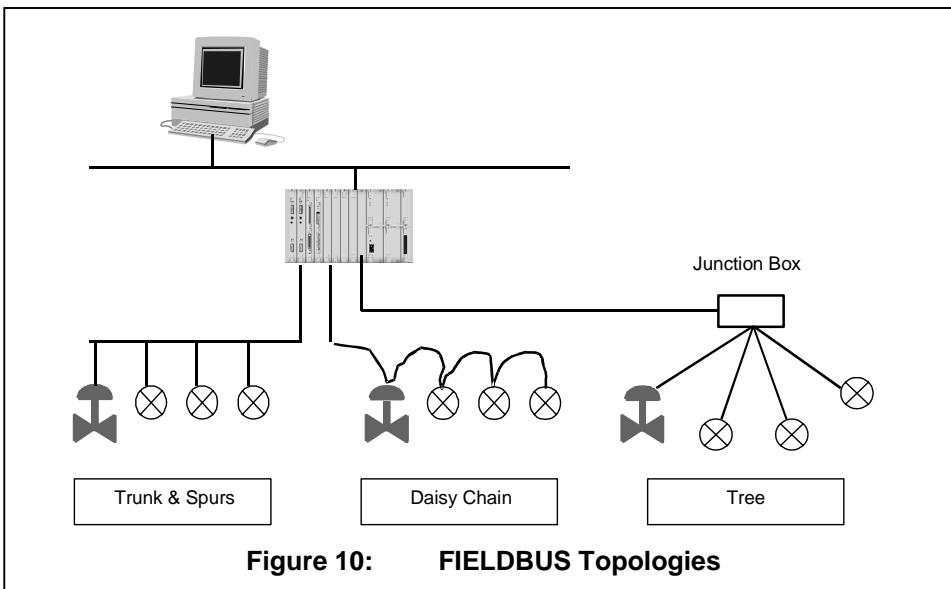 Junction Box
Trunk & Spurs
Daisy Chain
Tree
Figure 10: FIELDBUS Topologies